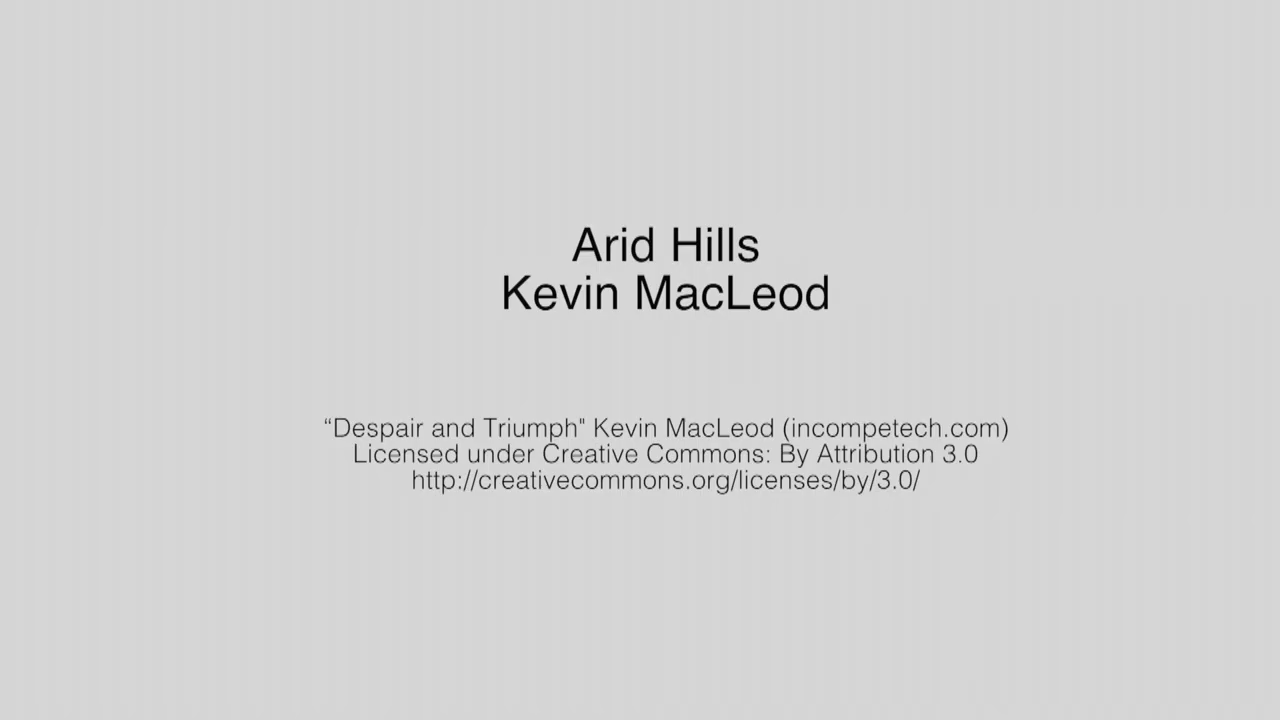 Arid Hills
Kevin MacLeod
“Despair and Triumph" Kevin MacLeod (incompetech.com)
Licensed under Creative Commons: By Attribution 3.0
http://creativecommons.org/licenses/by/3.0/